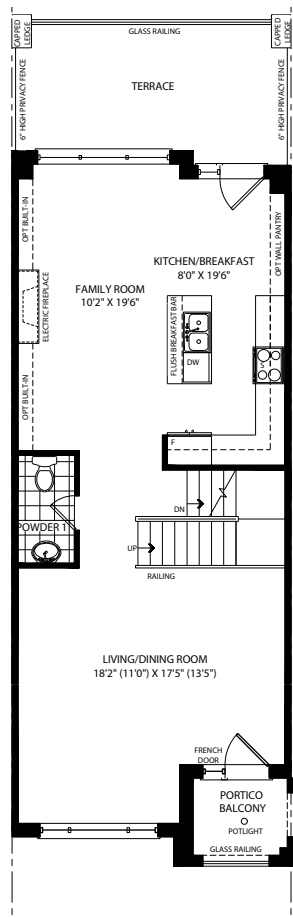 CAPPED
LEDGE
GLASS RAILING
CAPPED
LEDGE
6" HIGH PRIVACY FENCE
TERRACE
6" HIGH PRIVACY FENCE
OPT BUILT-IN
OPT WALL PANTRY
KITCHEN/BREAKFAST
8'0" X 19'6"
FAMILY ROOM
10'2" X 19'6"
ELECTRIC FIREPLACE
FLUSH BREAKFAST BAR
DW
S
OPT BUILT-IN
F
POWDER 1
DN
UP
RAILING
LIVING/DINING ROOM
18'2" (11'0") X 17'5" (13'5")
FRENCH
DOOR
PORTICO
BALCONY
POTLIGHT
GLASS RAILING